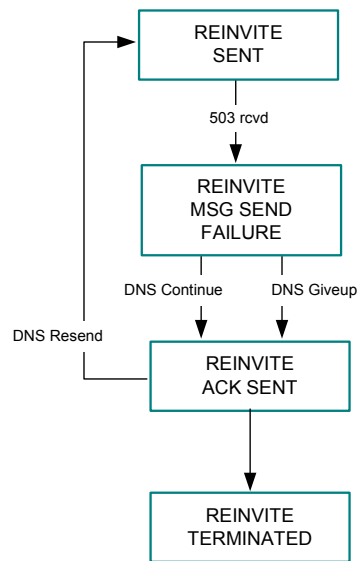 REINVITE
SENT
503 rcvd
REINVITE
MSG SEND
FAILURE
DNS Continue
DNS Giveup
DNS Resend
REINVITE
ACK SENT
REINVITE
TERMINATED